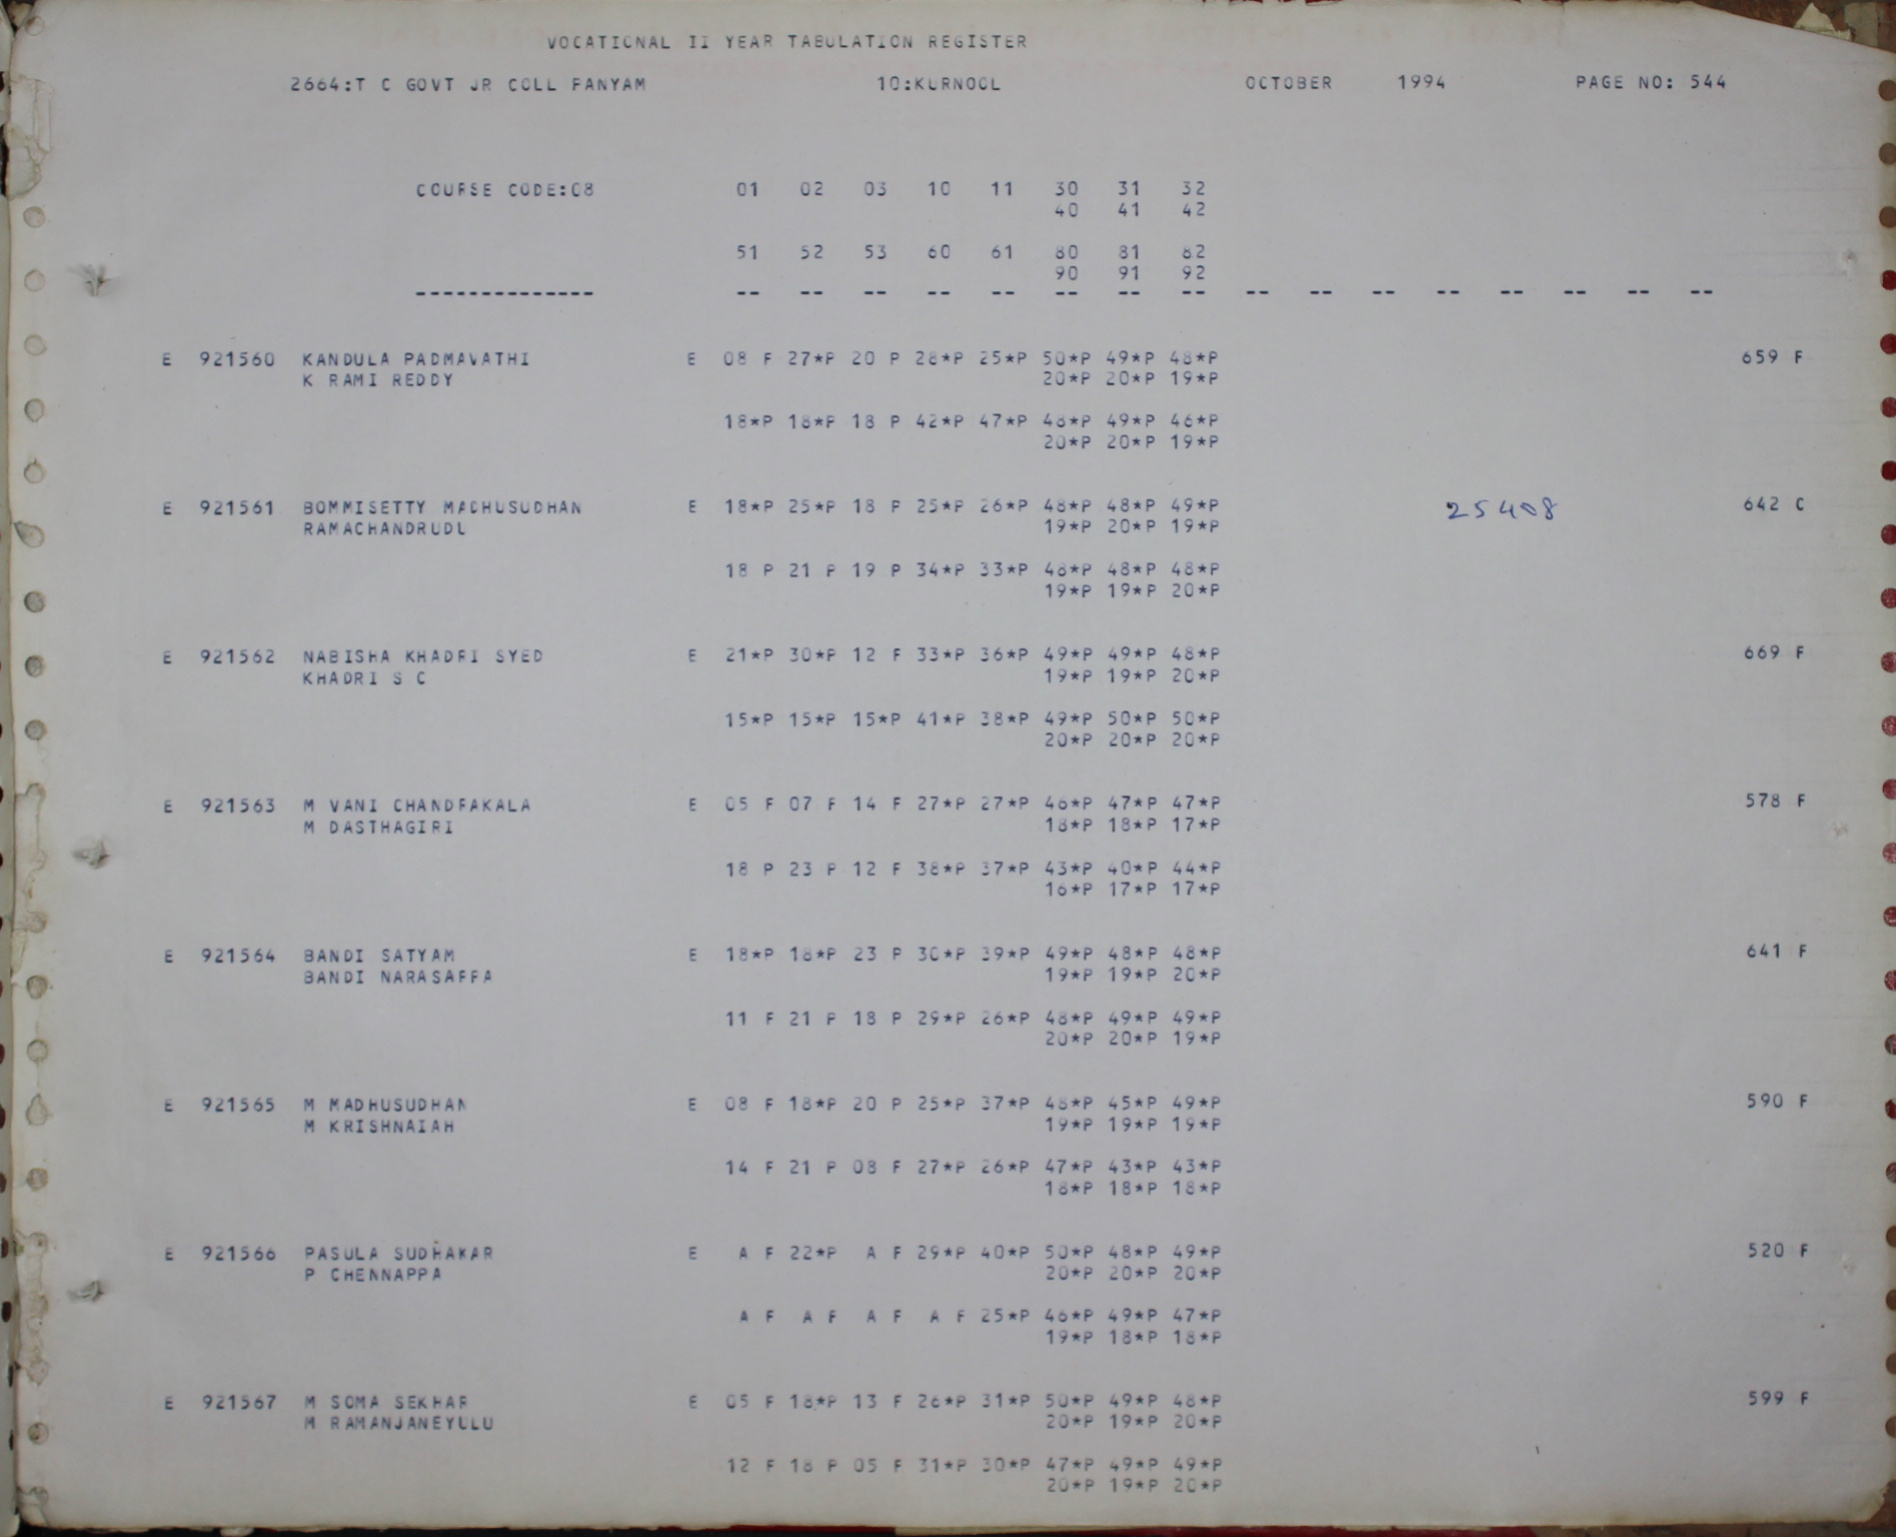 VOCATIONAL II YEAR TABULATION REGISTER
2664:T C GOVT JR COLL PANYAM 10:KURNOOL OCTOBER 1994 PAGE NO: 544
COURSE CODE:08 01 02 03 10 11 30 31 32
40 41 42
51 52 53 60 61 80 81 82
90 91 92
-------------- -- -- -- -- -- -- -- -- -- -- -- -- -- -- -- --
E 921560 KANDULA PADMAVATHI E 08 F 27*P 20 P 28*P 25*P 50*P 49*P 48*P 659 F
K RAMI REDDY 20*P 20*P 19*P
18*P 18*P 18 P 42*P 47*P 48*P 49*P 46*P
20*P 20*P 19*P
E 921561 BOMMISETTY MADHUSUDHAN E 18*P 25*P 18 P 25*P 26*P 48*P 48*P 49*P 25408 642 C
RAMACHANDRUDU 19*P 20*P 19*P
18 P 21 P 19 P 34*P 33*P 48*P 48*P 48*P
19*P 19*P 20*P
E 921562 NABISHA KHADRI SYED E 21*P 30*P 12 F 33*P 36*P 49*P 49*P 48*P 669 F
KHADRI S C 19*P 19*P 20*P
15*P 15*P 15*P 41*P 38*P 49*P 50*P 50*P
20*P 20*P 20*P
E 921563 M VANI CHANDRAKALA E 05 F 07 F 14 F 27*P 27*P 46*P 47*P 47*P 578 F
M DASTHAGIRI 18*P 18*P 17*P
18 P 23 P 12 F 38*P 37*P 43*P 40*P 44*P
16*P 17*P 17*P
E 921564 BANDI SATYAM E 18*P 18*P 23 P 30*P 39*P 49*P 48*P 48*P 641 F
BANDI NARASAPPA 19*P 19*P 20*P
11 F 21 P 18 P 29*P 26*P 48*P 49*P 49*P
20*P 20*P 19*P
E 921565 M MADHUSUDHAN E 08 F 18*P 20 P 25*P 37*P 48*P 45*P 49*P 590 F
M KRISHNAIAH 19*P 19*P 19*P
14 F 21 P 08 F 27*P 26*P 47*P 43*P 43*P
18*P 18*P 18*P
E 921566 PASULA SUDHAKAR E A F 22*P A F 29*P 40*P 50*P 48*P 49*P 520 F
P CHENNAPPA 20*P 20*P 20*P
A F A F A F A F 25*P 46*P 49*P 47*P
19*P 18*P 18*P
E 921567 M SOMA SEKHAR E 05 F 18*P 13 F 26*P 31*P 50*P 49*P 48*P 599 F
M RAMANJANEYULU 20*P 19*P 20*P
12 F 18 P 05 F 31*P 30*P 47*P 49*P 49*P
20*P 19*P 20*P